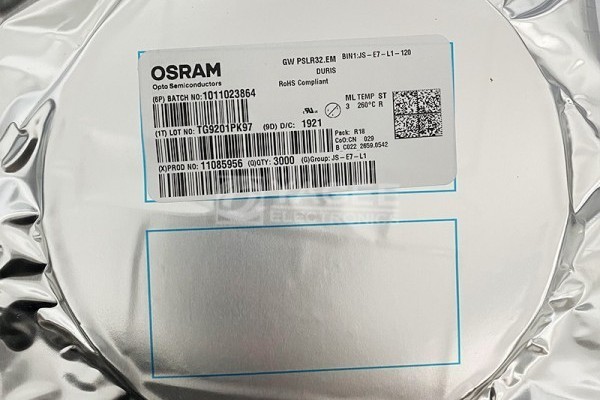 OSRAM
Opto Semiconductors
GW PSLR32.EM BIN1:JS-E7-L1-120
DURIS
RoHS Compliant
(6P) BATCH NO:1011023864
ML TEMP ST
3 260°C R
(1T) LOT NO:TG9201PK97 (9D) D/C: 1921
Pack: R18
CoO:CN 029
B_C022 2659.0542
(X)PROD NO:11085956 (Q)QTY: 3000 (G)Group:JS-E7-L1
ELECTRONICS